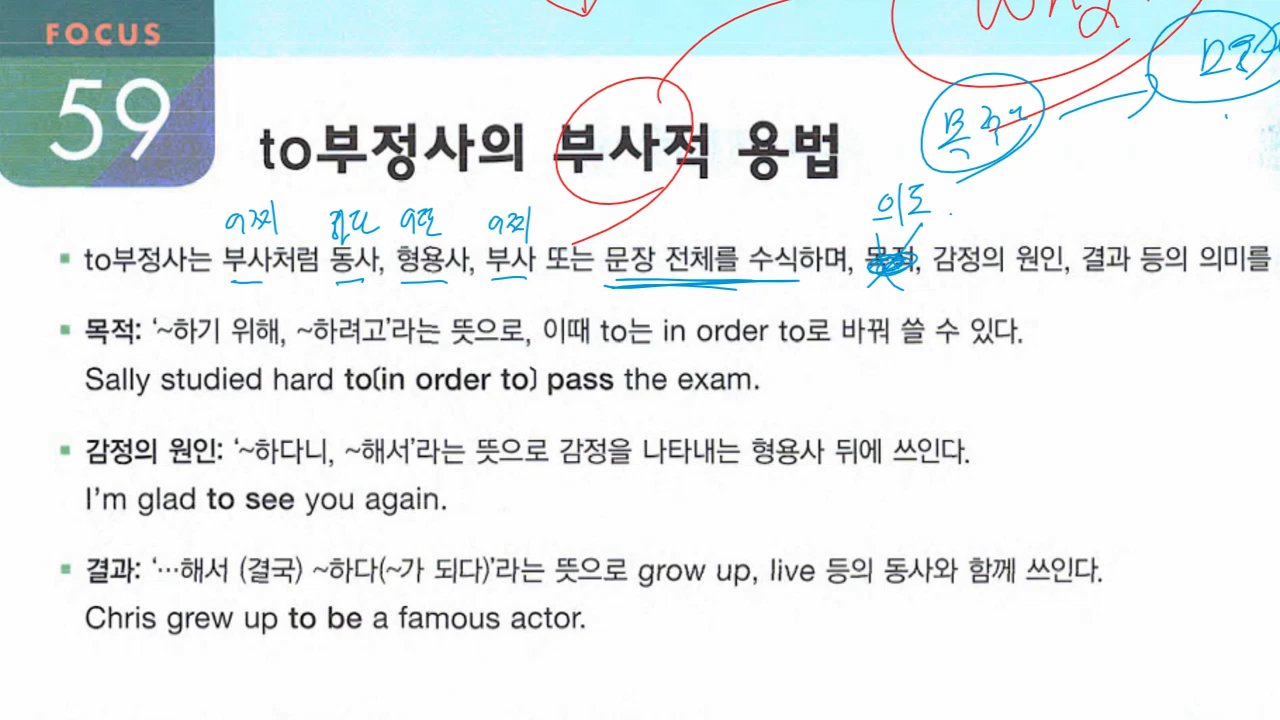 FOCUS
59
to부정사의 부사적 용법
의도
어찌
어떤
어찌
to부정사는 부사처럼 동사, 형용사, 부사 또는 문장 전체를 수식하며, 목적, 감정의 원인, 결과 등의 의미를
목적: '~하기 위해, ~하려고'라는 뜻으로, 이때 to는 in order to로 바꿔 쓸 수 있다.
Sally studied hard to(in order to) pass the exam.
감정의 원인: '~하다니, ~해서'라는 뜻으로 감정을 나타내는 형용사 뒤에 쓰인다.
I'm glad to see you again.
결과: '…해서 (결국) ~하다(~가 되다)'라는 뜻으로 grow up, live 등의 동사와 함께 쓰인다.
Chris grew up to be a famous actor.